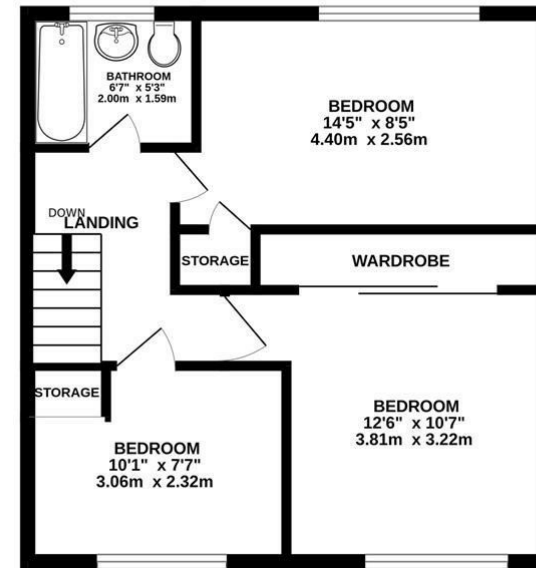 BATHROOM
6'7" x 5'3"
2.00m x 1.59m
BEDROOM
14'5" x 8'5"
4.40m x 2.56m
DOWN
LANDING
STORAGE
WARDROBE
STORAGE
BEDROOM
10'1" x 7'7"
3.06m x 2.32m
BEDROOM
12'6" x 10'7"
3.81m x 3.22m